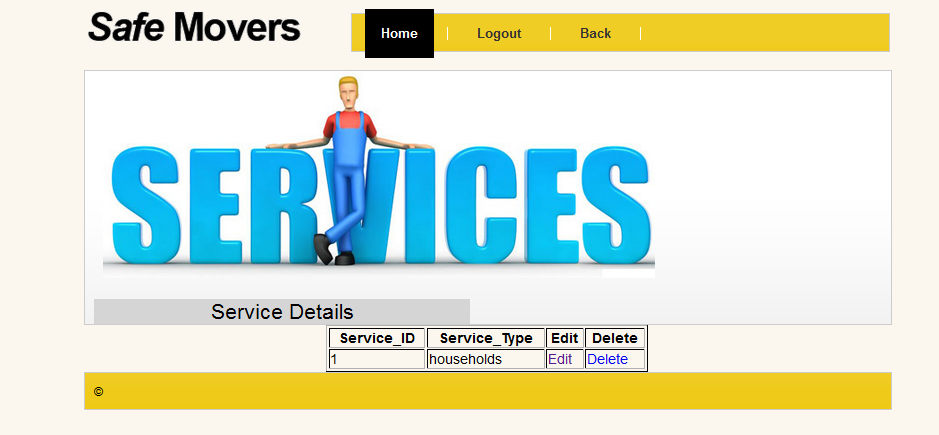 Safe Movers
Home Logout Back
SERVICES
Service Details
Service_ID Service_Type Edit Delete
1 households Edit Delete
©